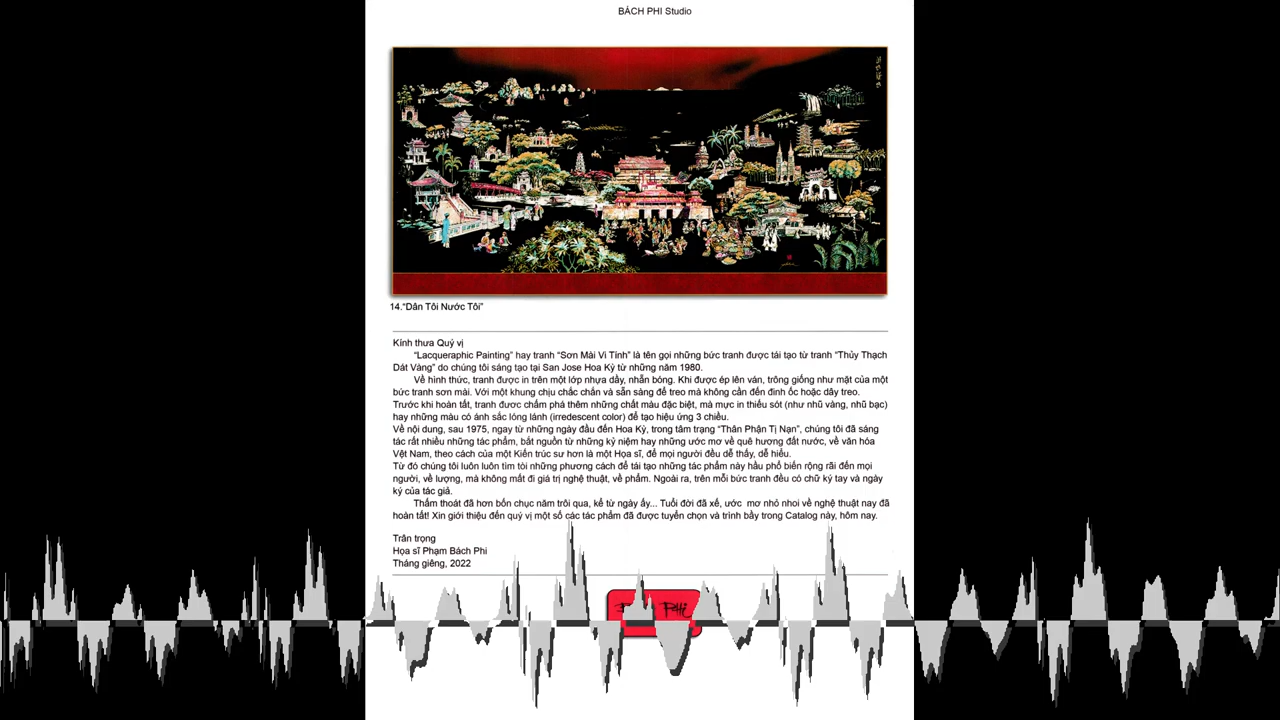 BÁCH PHI Studio
14.“Dân Tôi Nước Tôi”
Kính thưa Quý vị
“Lacqueraphic Painting” hay tranh “Sơn Mài Vi Tính” là tên gọi những bức tranh được tái tạo từ tranh “Thủy Thạch
Dát Vàng” do chúng tôi sáng tạo tại San Jose Hoa Kỳ từ những năm 1980.
Về hình thức, tranh được in trên một lớp nhựa dầy, nhẵn bóng. Khi được ép lên ván, trông giống như mặt của một
bức tranh sơn mài. Với một khung chịu chắc chắn và sẵn sàng để treo mà không cần đến đinh ốc hoặc dây treo.
Trước khi hoàn tất, tranh được chấm phá thêm những chất màu đặc biệt, mà mực in thiếu sót (như nhũ vàng, nhũ bạc)
hay những màu có ánh sắc lóng lánh (irredescent color) để tạo hiệu ứng 3 chiều.
Về nội dung, sau 1975, ngay từ những ngày đầu đến Hoa Kỳ, trong tâm trạng “Thân Phận Tị Nạn”, chúng tôi đã sáng
tác rất nhiều những tác phẩm, bắt nguồn từ những kỷ niệm hay những ước mơ về quê hương đất nước, về văn hóa
Vệt Nam, theo cách của một Kiến trúc sư hơn là một Họa sĩ, để mọi người đều dễ thấy, dễ hiểu.
Từ đó chúng tôi luôn luôn tìm tòi những phương cách để tái tạo những tác phẩm này hầu phổ biến rộng rãi đến mọi
người, về lượng, mà không mất đi giá trị nghệ thuật, về phẩm. Ngoài ra, trên mỗi bức tranh đều có chữ ký tay và ngày
ký của tác giả.
Thấm thoát đã hơn bốn chục năm trôi qua, kể từ ngày ấy... Tuổi đời đã xế, ước mơ nhỏ nhoi về nghệ thuật nay đã
hoàn tất! Xin giới thiệu đến quý vị một số các tác phẩm đã được tuyển chọn và trình bầy trong Catalog này, hôm nay.
Trân trọng
Họa sĩ Phạm Bách Phi
Tháng giêng, 2022
PHi